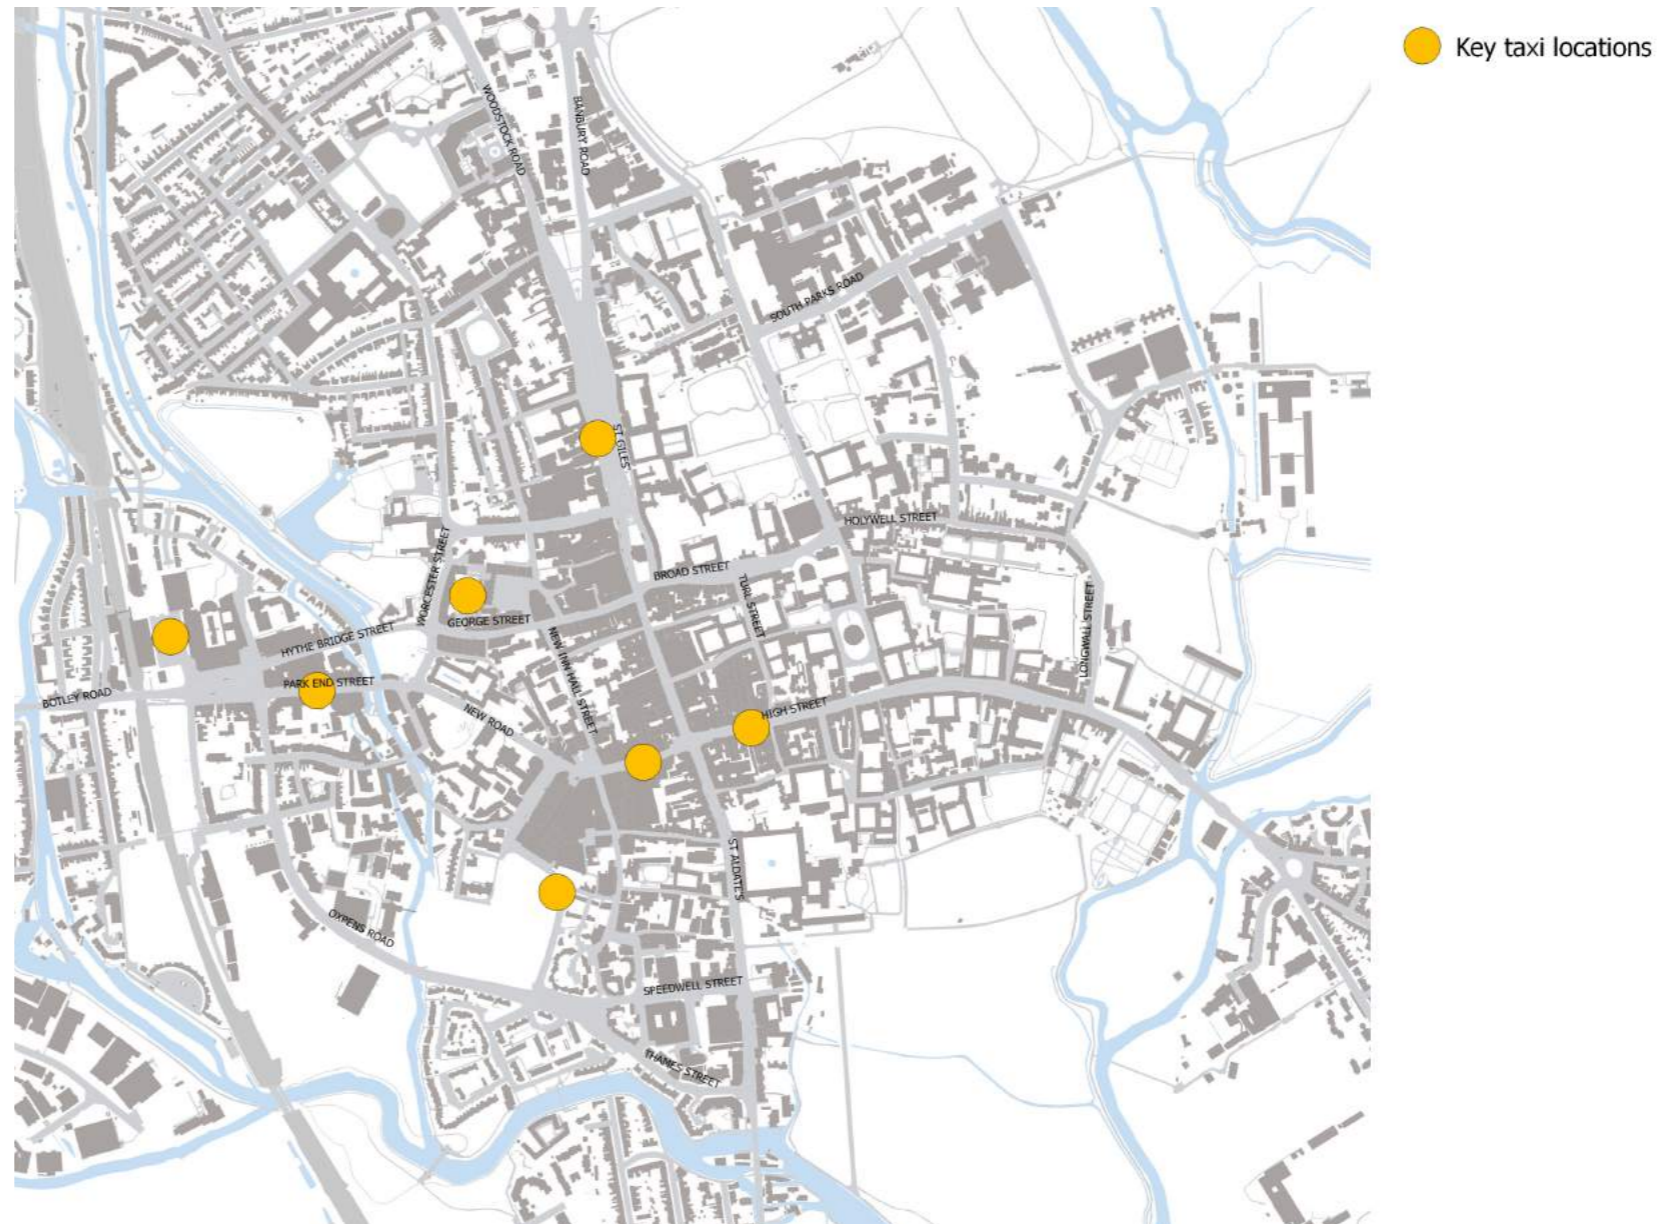 Key taxi locations
WOODSTOCK ROAD
BANBURY ROAD
SOUTH PARKS ROAD
ST GILES'
HOLYWELL STREET
WORCESTER STREET
BROAD STREET
TURL STREET
GEORGE STREET
LONGWALL STREET
HYTHE BRIDGE STREET
NEW INN HALL STREET
PARK END STREET
BOTLEY ROAD
NEW ROAD
HIGH STREET
ST ALDATE'S
OXPENS ROAD
SPEEDWELL STREET
THAMES STREET